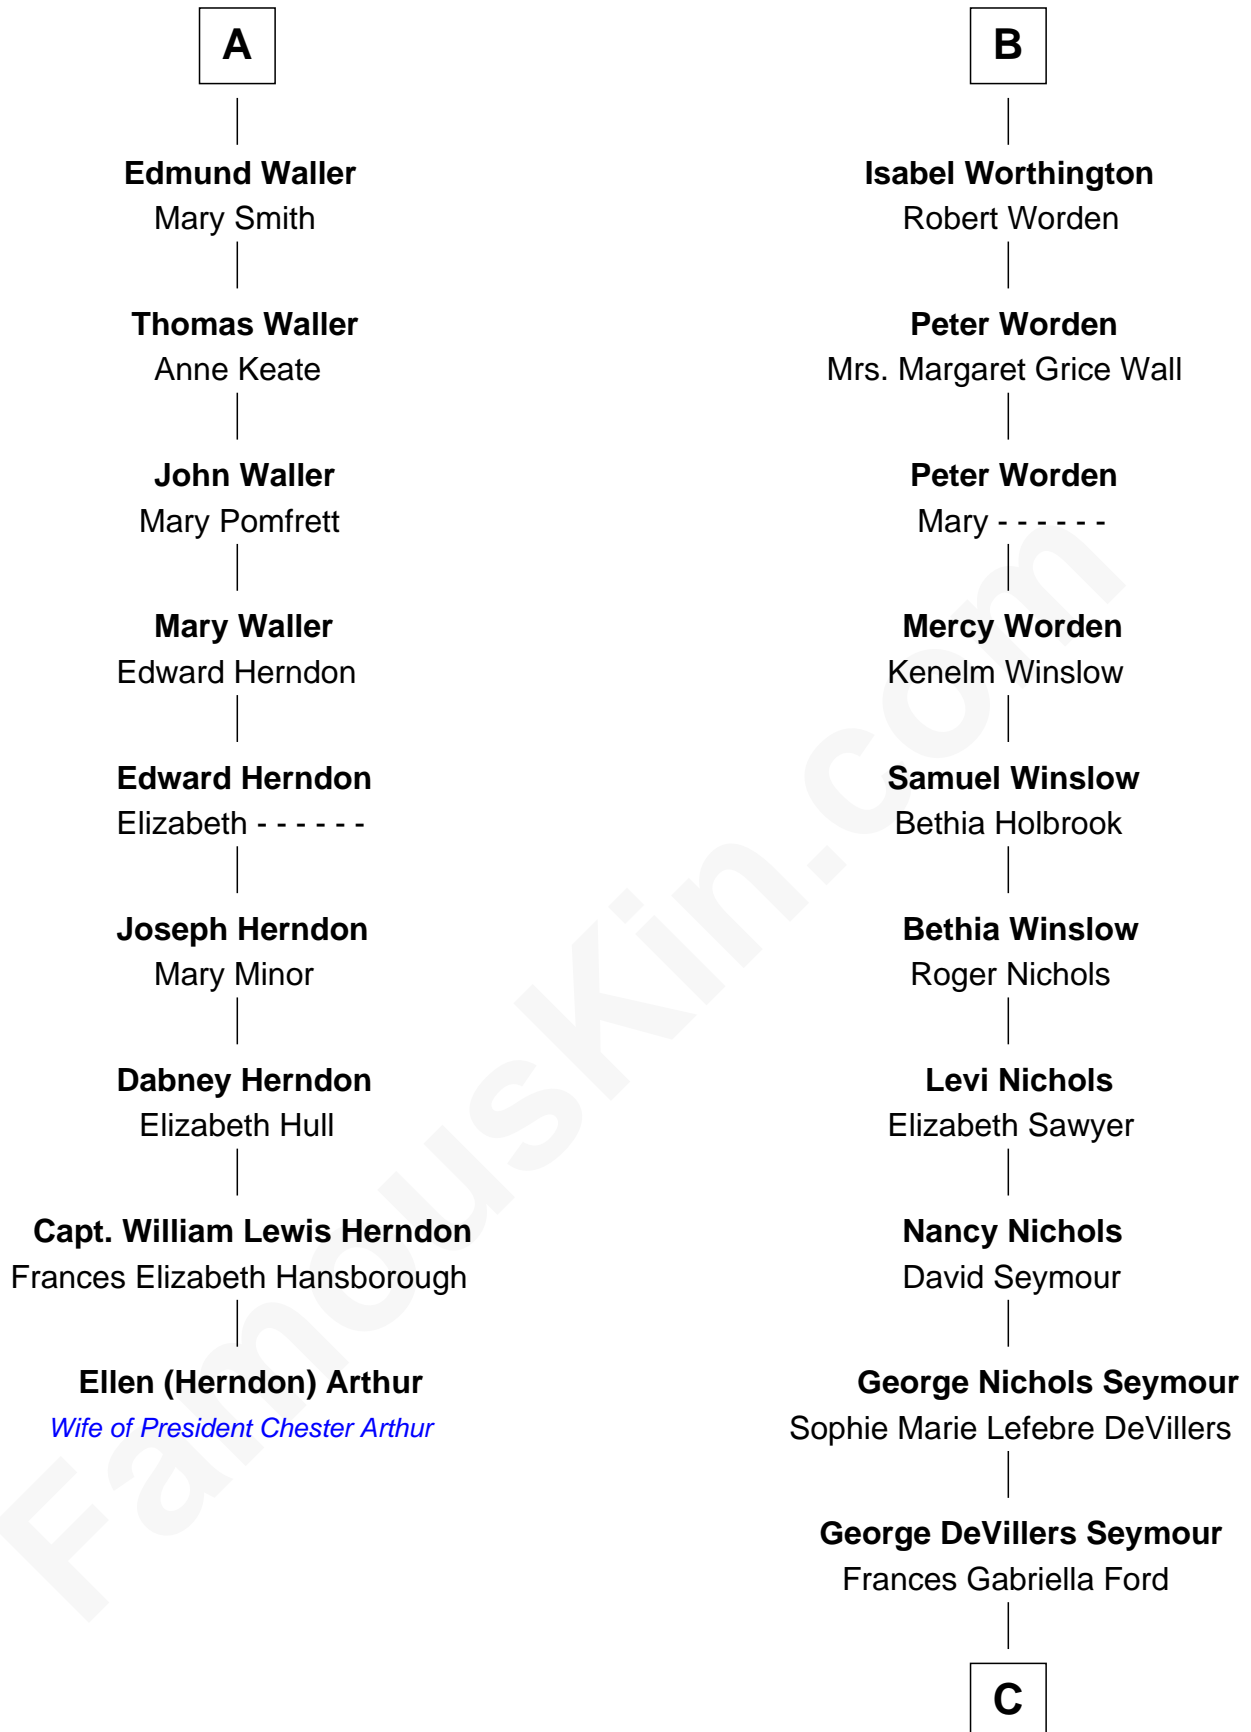 A
Edmund Waller
Mary Smith
Thomas Waller
Anne Keate
John Waller
Mary Pomfrett
Mary Waller
Edward Herndon
Edward Herndon
Elizabeth - - - - - -
Joseph Herndon
Mary Minor
Dabney Herndon
Elizabeth Hull
Capt. William Lewis Herndon
Frances Elizabeth Hansborough
Ellen (Herndon) Arthur
Wife of President Chester Arthur
B
Isabel Worthington
Robert Worden
Peter Worden
Mrs. Margaret Grice Wall
Peter Worden
Mary - - - - - -
Mercy Worden
Kenelm Winslow
Samuel Winslow
Bethia Holbrook
Bethia Winslow
Roger Nichols
Levi Nichols
Elizabeth Sawyer
Nancy Nichols
David Seymour
George Nichols Seymour
Sophie Marie Lefebre DeVillers
George DeVillers Seymour
Frances Gabriella Ford
C
FamousKin.com